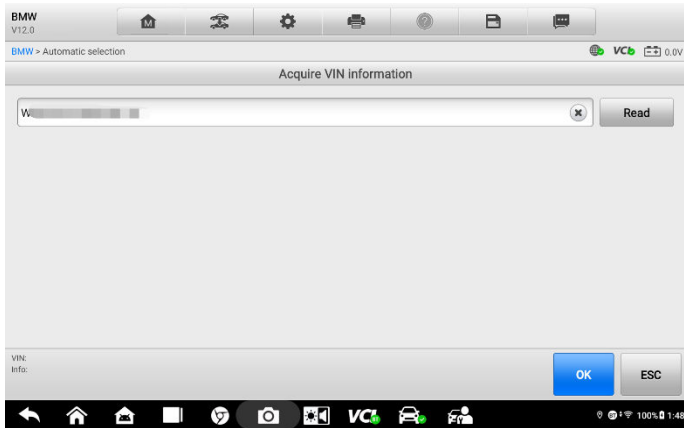 BMW
V12.0
BMW > Automatic selection
VCI 0.0V
Acquire VIN information
W
Read
VIN:
Info:
OK
ESC
VCI
100% 1:48